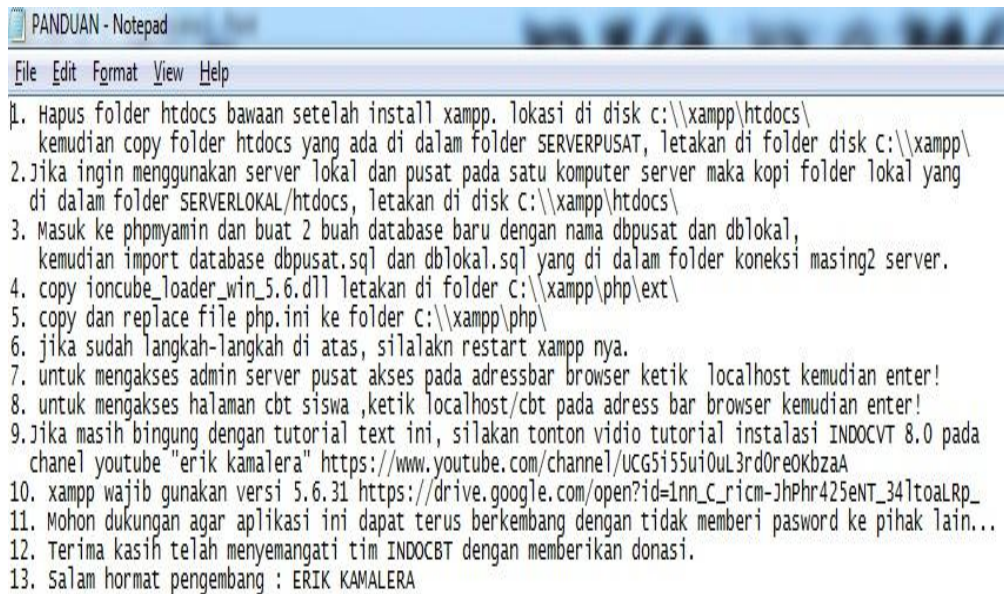 PANDUAN - Notepad
File Edit Format View Help
1. Hapus folder htdocs bawaan setelah install xampp. lokasi di disk c:\\xampp\htdocs\
kemudian copy folder htdocs yang ada di dalam folder SERVERPUSAT, letakan di folder disk C:\\xampp\
2.Jika ingin menggunakan server lokal dan pusat pada satu komputer server maka kopi folder lokal yang
di dalam folder SERVERLOKAL/htdocs, letakan di disk C:\\xampp\htdocs\
3. Masuk ke phpmyamin dan buat 2 buah database baru dengan nama dbpusat dan dblokal,
kemudian import database dbpusat.sql dan dblokal.sql yang di dalam folder koneksi masing2 server.
4. copy ioncube_loader_win_5.6.dll letakan di folder C:\\xampp\php\ext\
5. copy dan replace file php.ini ke folder C:\\xampp\php\
6. jika sudah langkah-langkah di atas, silalakn restart xampp nya.
7. untuk mengakses admin server pusat akses pada adressbar browser ketik localhost kemudian enter!
8. untuk mengakses halaman cbt siswa ,ketik localhost/cbt pada adress bar browser kemudian enter!
9.Jika masih bingung dengan tutorial text ini, silakan tonton vidio tutorial instalasi INDOCVT 8.0 pada
chanel youtube "erik kamalera" https://www.youtube.com/channel/UCG5i55ui0uL3rd0reOKbzaA
10. xampp wajib gunakan versi 5.6.31 https://drive.google.com/open?id=1nn_C_ricm-JhPhr425eNT_34ltoaLRp_
11. Mohon dukungan agar aplikasi ini dapat terus berkembang dengan tidak memberi pasword ke pihak lain...
12. Terima kasih telah menyemangati tim INDOCBT dengan memberikan donasi.
13. Salam hormat pengembang : ERIK KAMALERA